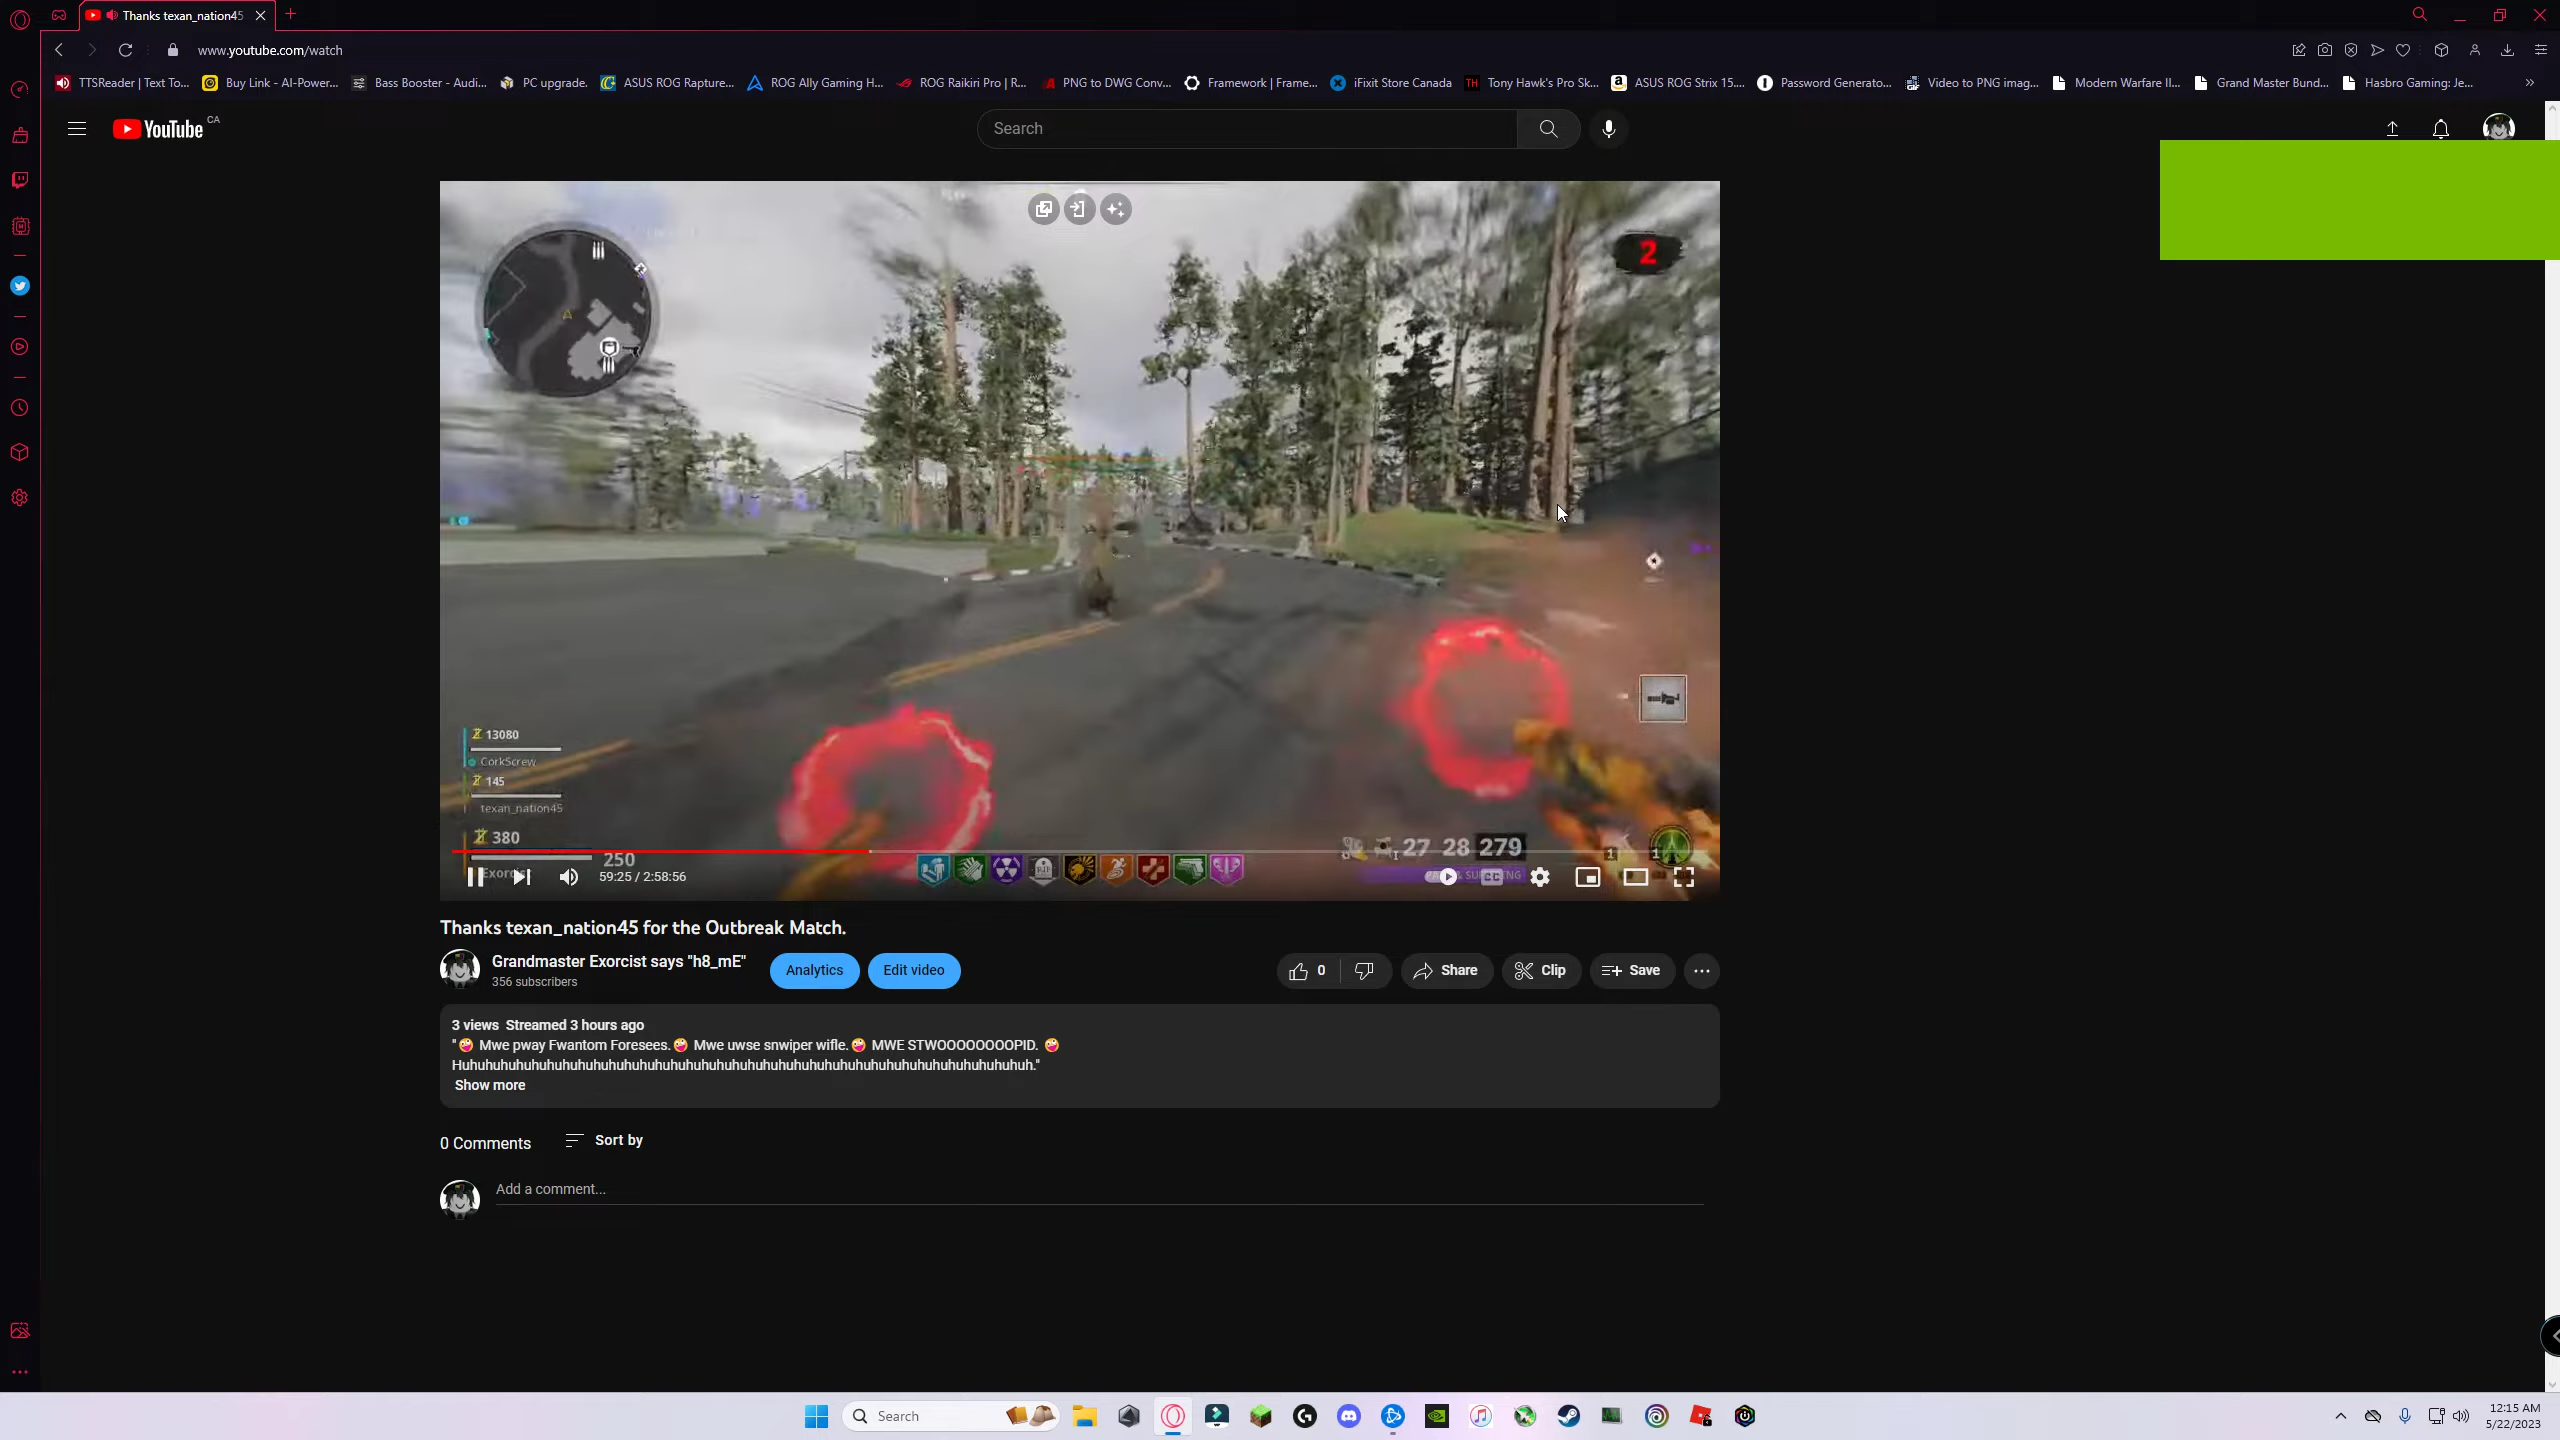 Thanks texan_nation45
www.youtube.com/watch
TTSReader | Text To... Buy Link - AI-Power... Bass Booster - Audi... PC upgrade. ASUS ROG Rapture... ROG Ally Gaming H... ROG Raikiri Pro | R... PNG to DWG Conv... Framework | Frame... iFixit Store Canada Tony Hawk's Pro Sk... ASUS ROG Strix 15.... Password Generato... Video to PNG imag... Modern Warfare II... Grand Master Bund... Hasbro Gaming: Je...
YouTube CA
Search
2
13080
CorkScrew
145
texan_nation45
380
250
27 28 279
1 1
59:25 / 2:58:56
Thanks texan_nation45 for the Outbreak Match.
Grandmaster Exorcist says "h8_mE"
356 subscribers
Analytics Edit video
0 Share Clip Save
3 views Streamed 3 hours ago
"🤪 Mwe pway Fwantom Foresees.🤪 Mwe uwse snwiper wifle.🤪 MWE STWOOOOOOOOPID. 🤪
Huhuhuhuhuhuhuhuhuhuhuhuhuhuhuhuhuhuhuhuhuhuhuhuhuhuhuhuhuhuhuhuhuhuhuhuh."
Show more
0 Comments Sort by
Add a comment...
Search
12:15 AM
5/22/2023